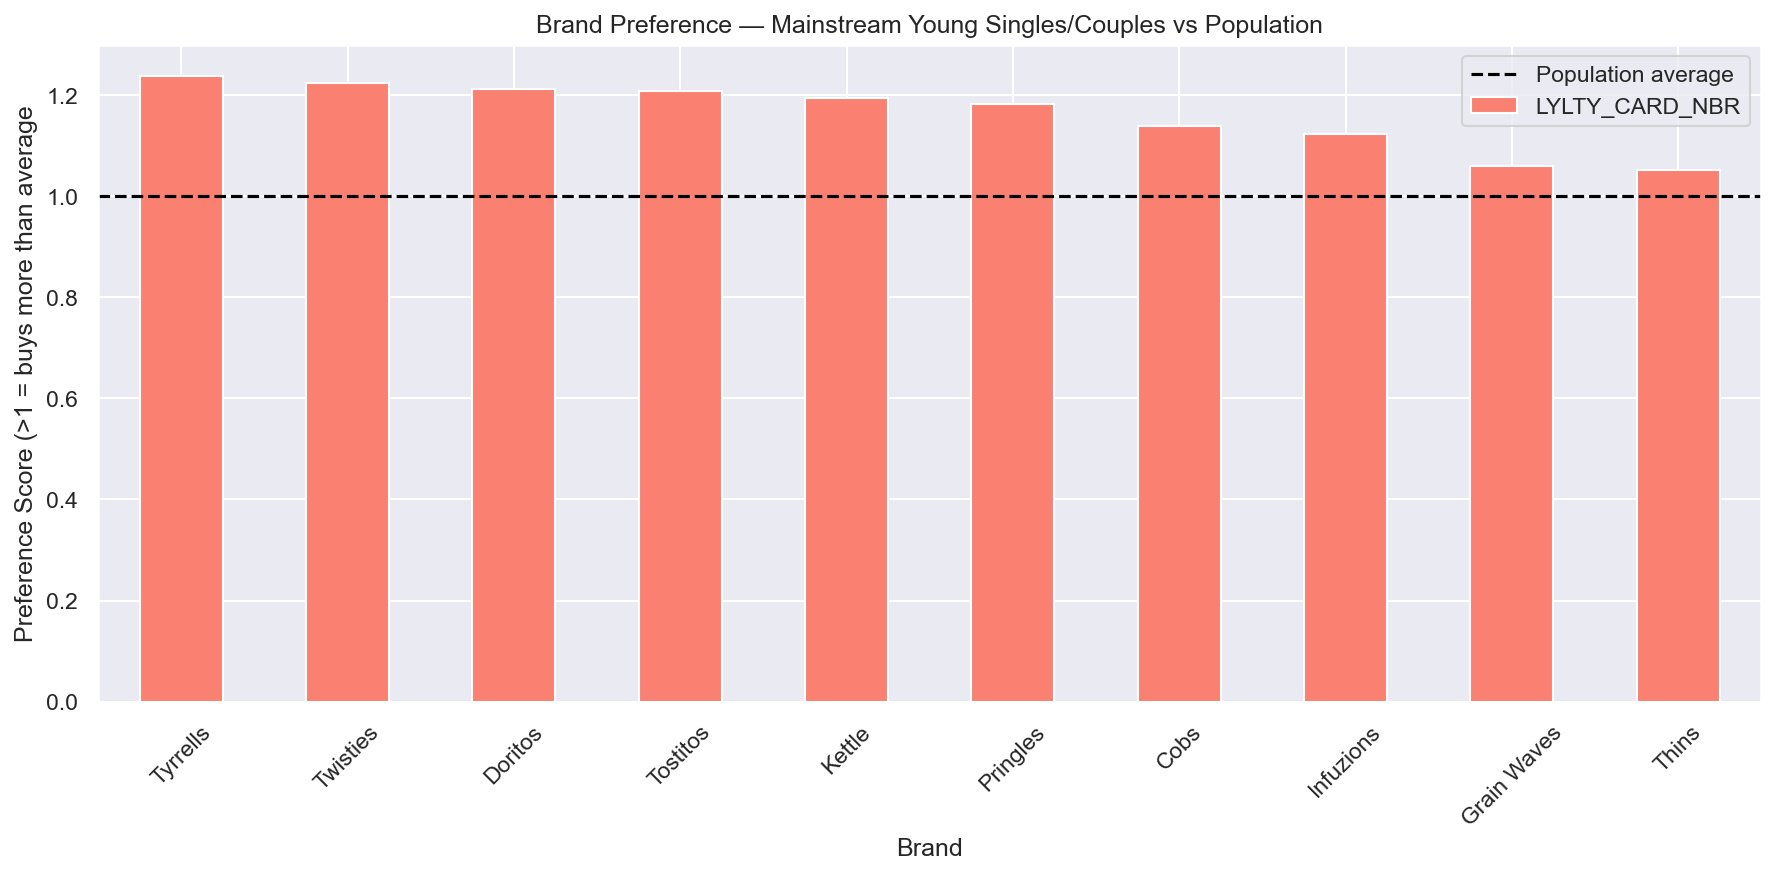 Brand Preference — Mainstream Young Singles/Couples vs Population
Population average
LYLTY_CARD_NBR
Preference Score (>1 = buys more than average
1.2
1.0
0.8
0.6
0.4
0.2
0.0
Tyrrells
Twisties
Doritos
Tostitos
Kettle
Pringles
Cobs
Infuzions
Grain Waves
Thins
Brand